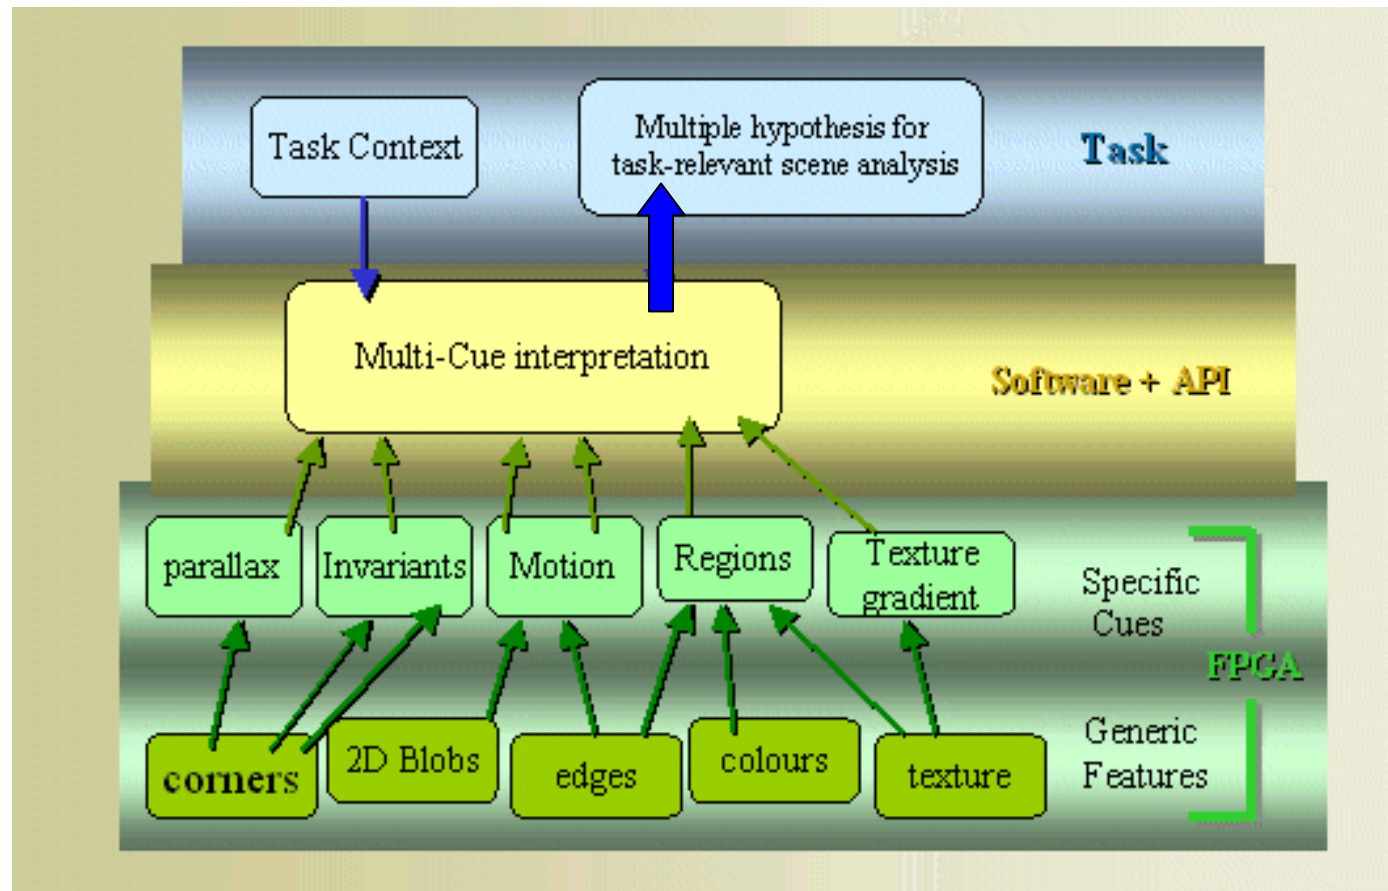 Task Context
Multiple hypothesis for
task-relevant scene analysis
Task
Multi-Cue interpretation
Software + API
parallax
Invariants
Motion
Regions
Texture
gradient
Specific
Cues
FPGA
corners
2D Blobs
edges
colours
texture
Generic
Features